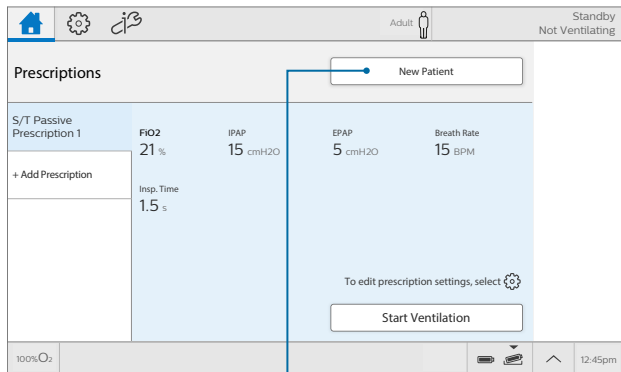 Adult
Standby
Not Ventilating
Prescriptions
New Patient
S/T Passive
Prescription 1
+ Add Prescription
FiO2
21 %
IPAP
15 cmH2O
EPAP
5 cmH2O
Breath Rate
15 BPM
Insp. Time
1.5 s
To edit prescription settings, select
Start Ventilation
100%O2
12:45pm